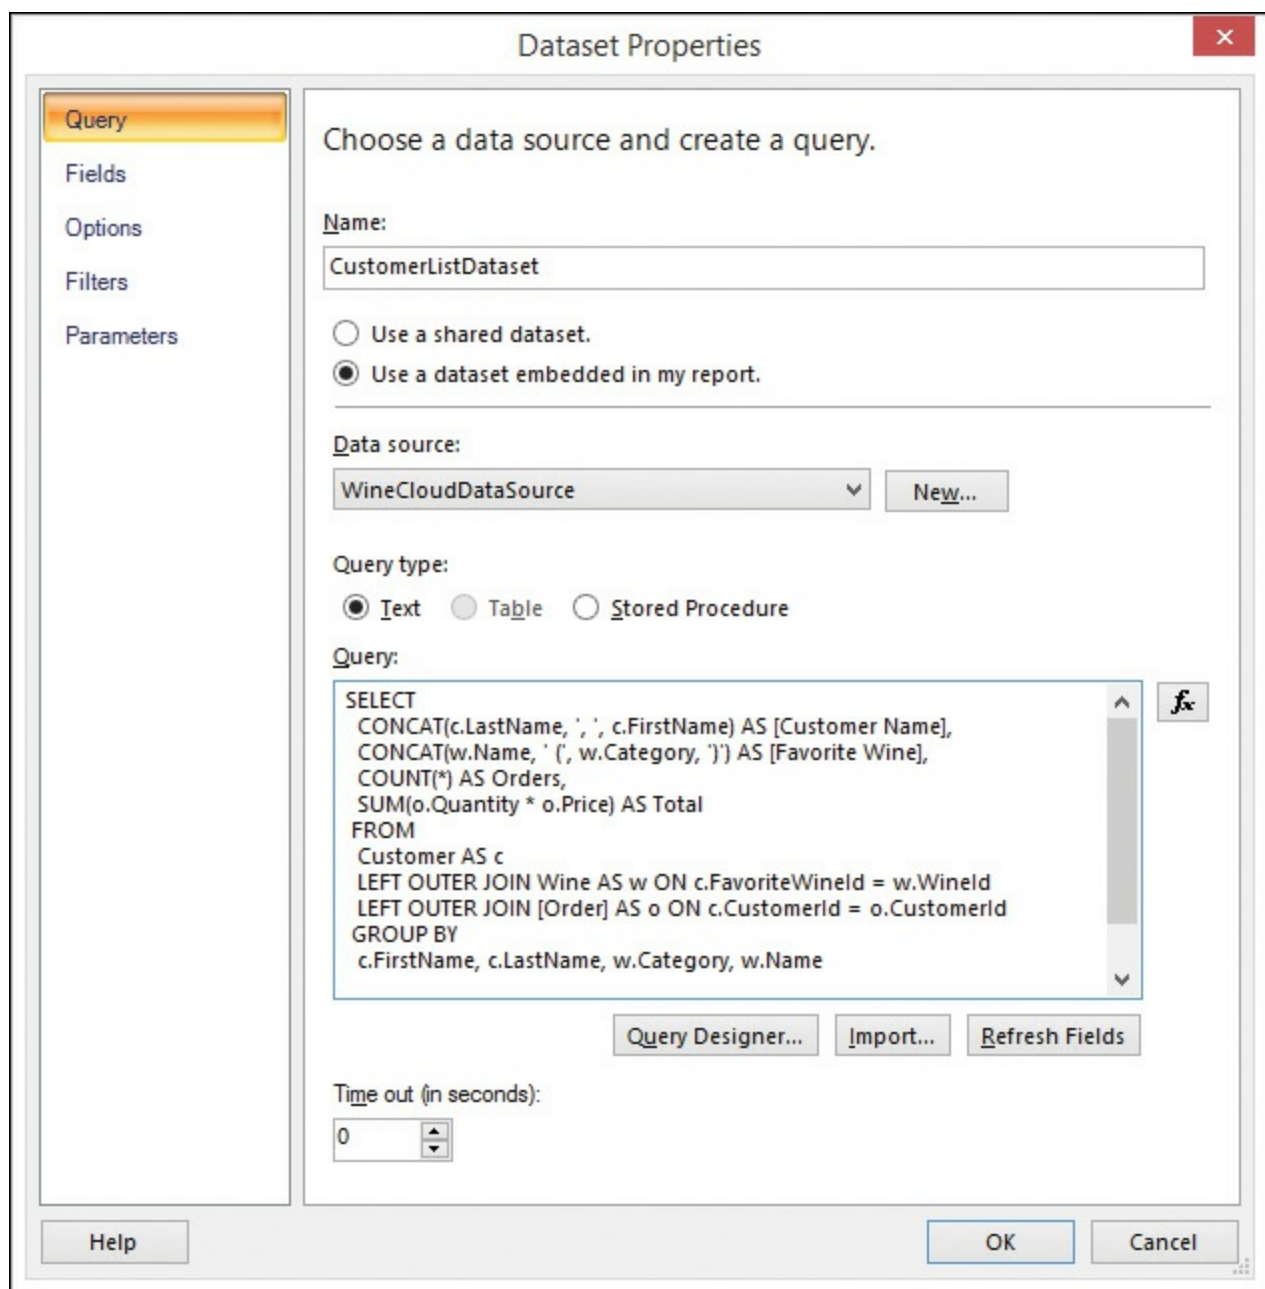 Dataset Properties
Query
Fields
Options
Filters
Parameters
Choose a data source and create a query.
Name:
CustomerListDataset
Use a shared dataset.
Use a dataset embedded in my report.
Data source:
WineCloudDataSource
New...
Query type:
Text Table Stored Procedure
Query:
SELECT
CONCAT(c.LastName, ', ', c.FirstName) AS [Customer Name],
CONCAT(w.Name, ' (', w.Category, ')') AS [Favorite Wine],
COUNT(*) AS Orders,
SUM(o.Quantity * o.Price) AS Total
FROM
Customer AS c
LEFT OUTER JOIN Wine AS w ON c.FavoriteWineId = w.WineId
LEFT OUTER JOIN [Order] AS o ON c.CustomerId = o.CustomerId
GROUP BY
c.FirstName, c.LastName, w.Category, w.Name
fx
Query Designer... Import... Refresh Fields
Time out (in seconds):
0
Help OK Cancel